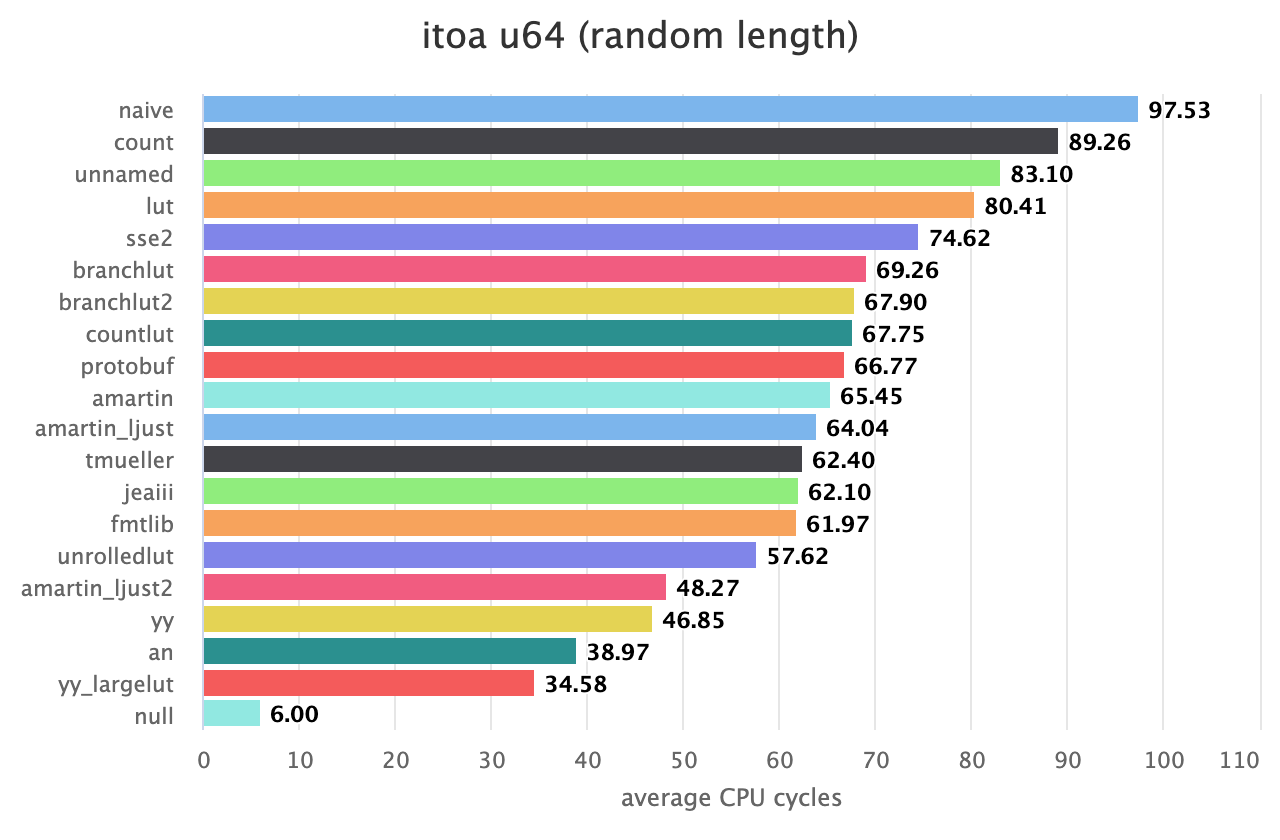 itoa u64 (random length)
naive 97.53
count 89.26
unnamed 83.10
lut 80.41
sse2 74.62
branchlut 69.26
branchlut2 67.90
countlut 67.75
protobuf 66.77
amartin 65.45
amartin_ljust 64.04
tmueller 62.40
jeaiii 62.10
fmtlib 61.97
unrolledlut 57.62
amartin_ljust2 48.27
yy 46.85
an 38.97
yy_largelut 34.58
null 6.00
0 10 20 30 40 50 60 70 80 90 100 110
average CPU cycles